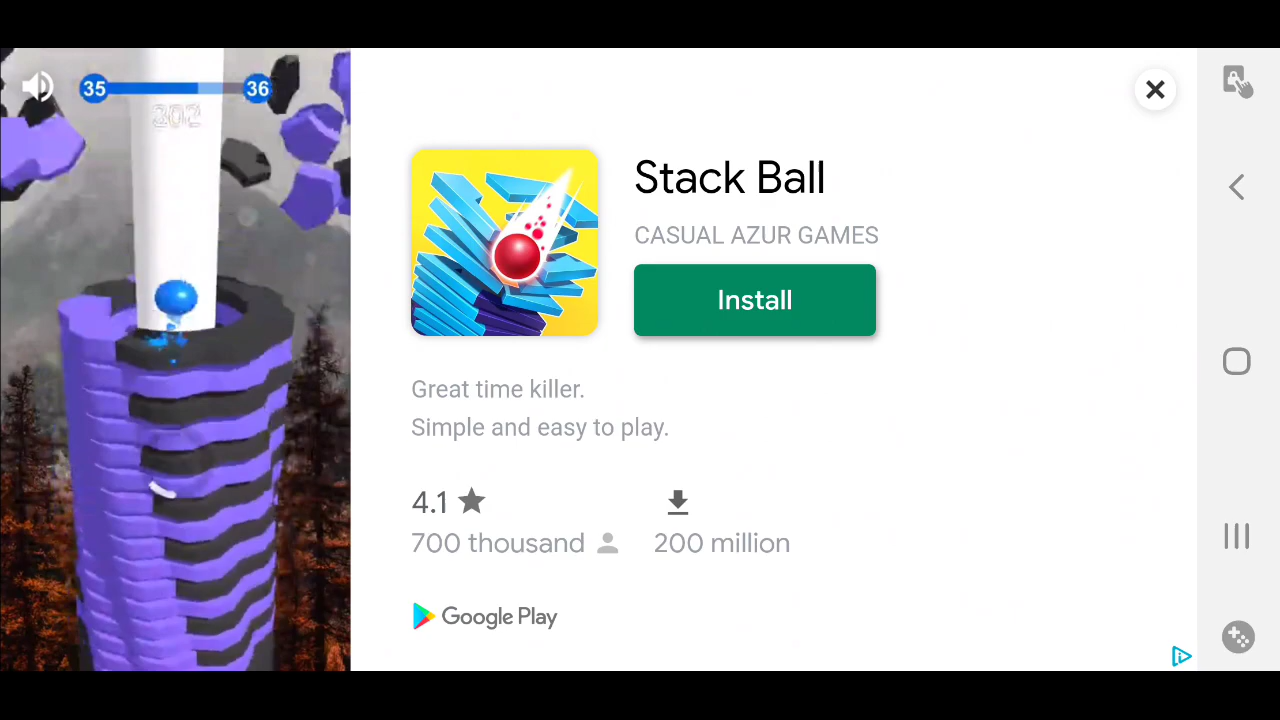 35 36
202
Stack Ball
CASUAL AZUR GAMES
Install
Great time killer.
Simple and easy to play.
4.1
700 thousand
200 million
Google Play